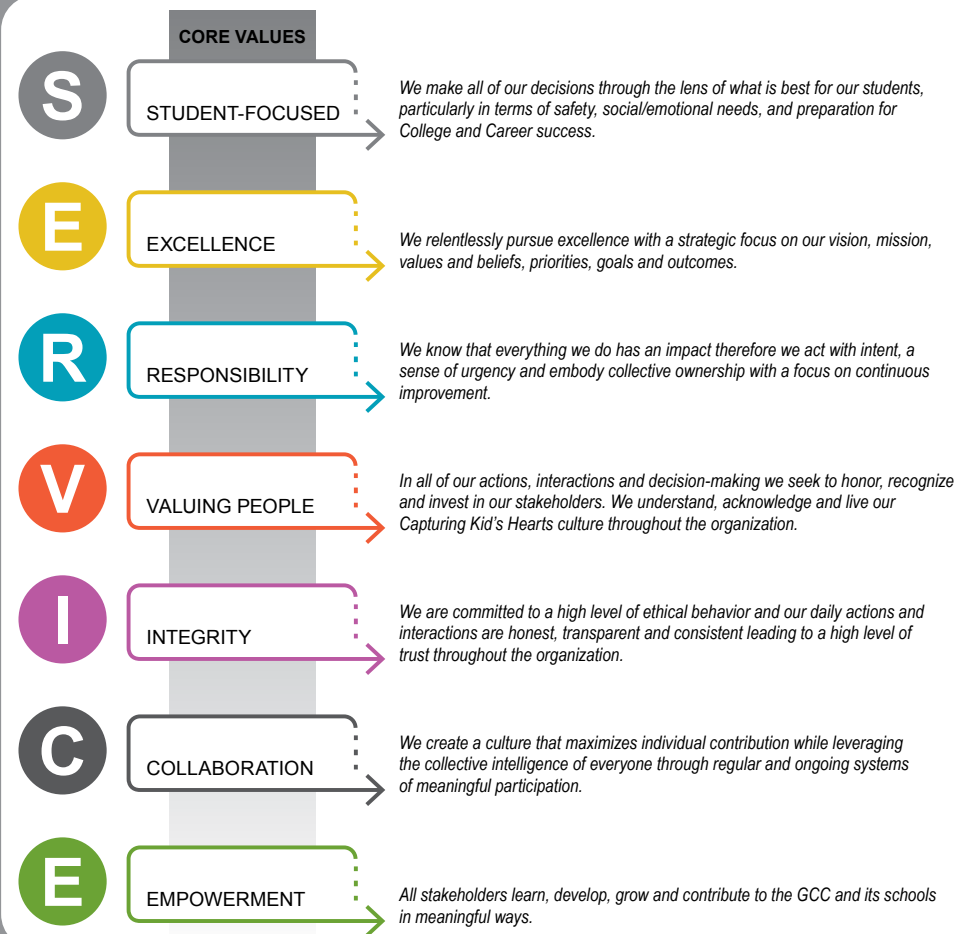 CORE VALUES
S
STUDENT-FOCUSED
We make all of our decisions through the lens of what is best for our students,
particularly in terms of safety, social/emotional needs, and preparation for
College and Career success.
E
EXCELLENCE
We relentlessly pursue excellence with a strategic focus on our vision, mission,
values and beliefs, priorities, goals and outcomes.
R
RESPONSIBILITY
We know that everything we do has an impact therefore we act with intent, a
sense of urgency and embody collective ownership with a focus on continuous
improvement.
V
VALUING PEOPLE
In all of our actions, interactions and decision-making we seek to honor, recognize
and invest in our stakeholders. We understand, acknowledge and live our
Capturing Kid's Hearts culture throughout the organization.
I
INTEGRITY
We are committed to a high level of ethical behavior and our daily actions and
interactions are honest, transparent and consistent leading to a high level of
trust throughout the organization.
C
COLLABORATION
We create a culture that maximizes individual contribution while leveraging
the collective intelligence of everyone through regular and ongoing systems
of meaningful participation.
E
EMPOWERMENT
All stakeholders learn, develop, grow and contribute to the GCC and its schools
in meaningful ways.